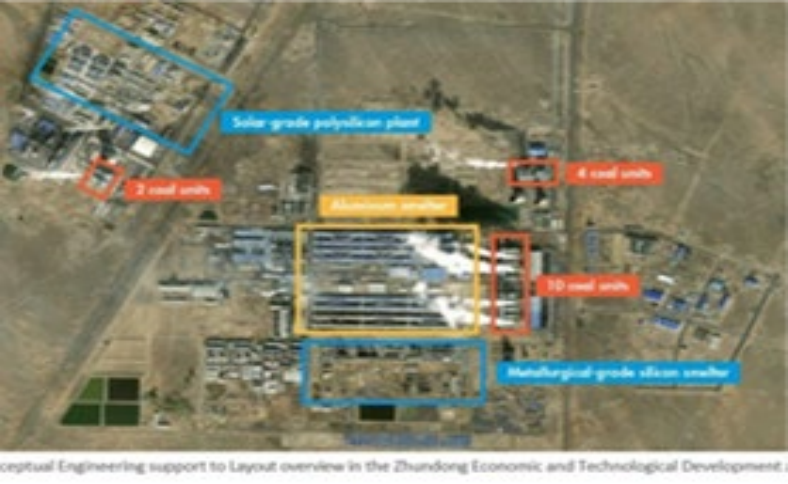 Solar-grade polysilicon plant
4 coal units
2 coal units
Aluminum smelter
10 coal units
Metallurgical-grade silicon smelter
ceptual Engineering support to Layout overview in the Zhundong Economic and Technological Development